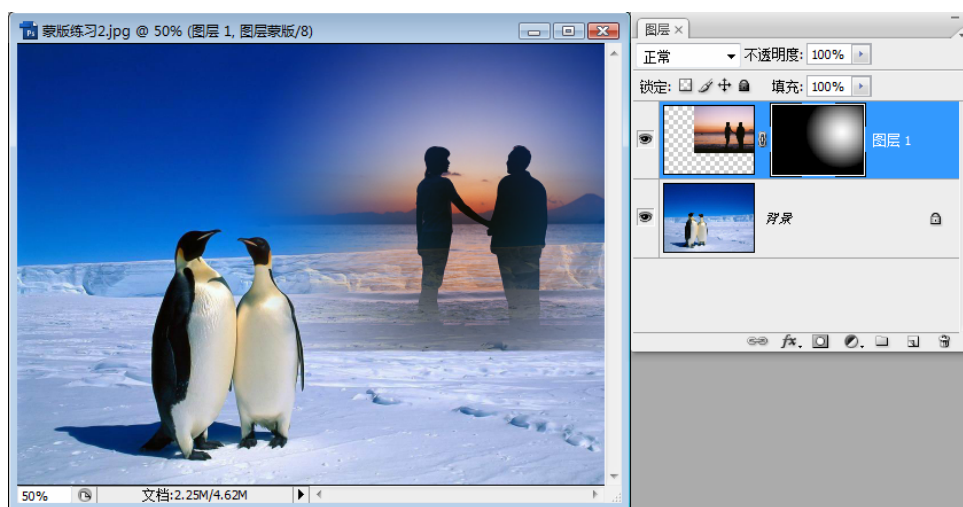 蒙版练习2.jpg @ 50% (图层 1, 图层蒙版/8)
图层 ×
正常 不透明度: 100%
锁定: 填充: 100%
图层 1
背景
fx.
50% 文档:2.25M/4.62M